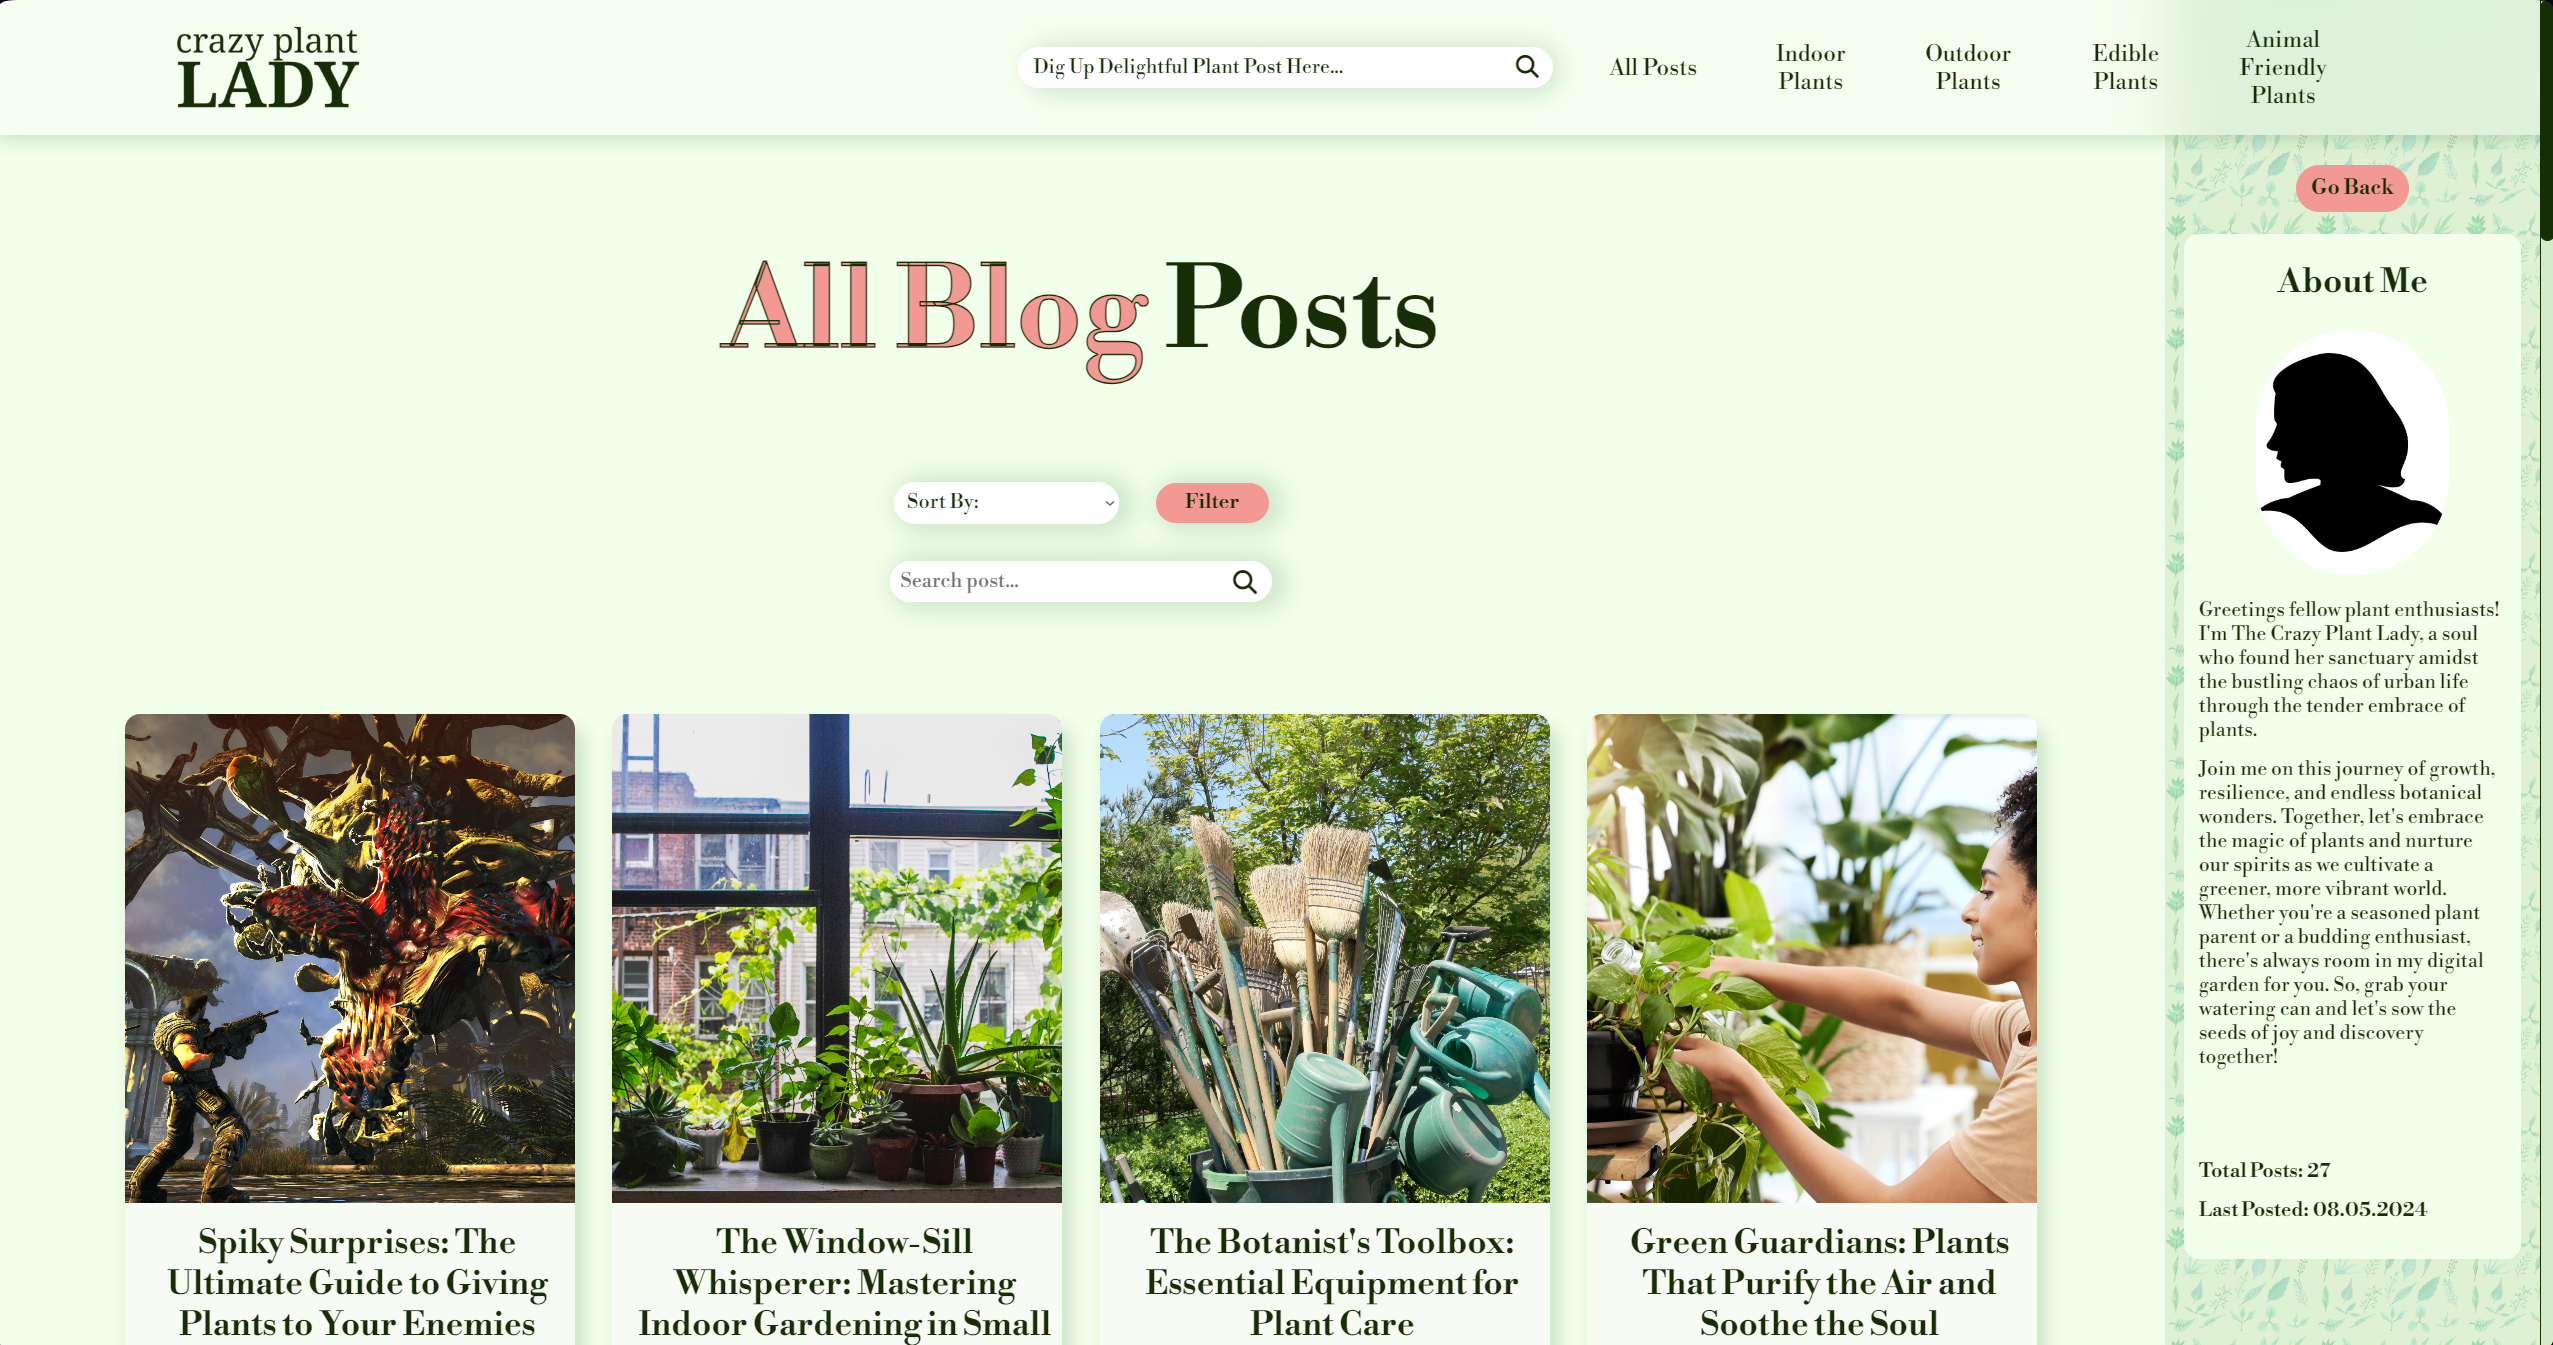 crazy plant
LADY
Dig Up Delightful Plant Post Here...
All Posts
Indoor
Plants
Outdoor
Plants
Edible
Plants
Animal
Friendly
Plants
All Blog Posts
Sort By:
Filter
Search post...
Spiky Surprises: The
Ultimate Guide to Giving
Plants to Your Enemies
The Window-Sill
Whisperer: Mastering
Indoor Gardening in Small
The Botanist's Toolbox:
Essential Equipment for
Plant Care
Green Guardians: Plants
That Purify the Air and
Soothe the Soul
Go Back
About Me
Greetings fellow plant enthusiasts!
I'm The Crazy Plant Lady, a soul
who found her sanctuary amidst
the bustling chaos of urban life
through the tender embrace of
plants.
Join me on this journey of growth,
resilience, and endless botanical
wonders. Together, let's embrace
the magic of plants and nurture
our spirits as we cultivate a
greener, more vibrant world.
Whether you're a seasoned plant
parent or a budding enthusiast,
there's always room in my digital
garden for you. So, grab your
watering can and let's sow the
seeds of joy and discovery
together!
Total Posts: 27
Last Posted: 08.05.2024